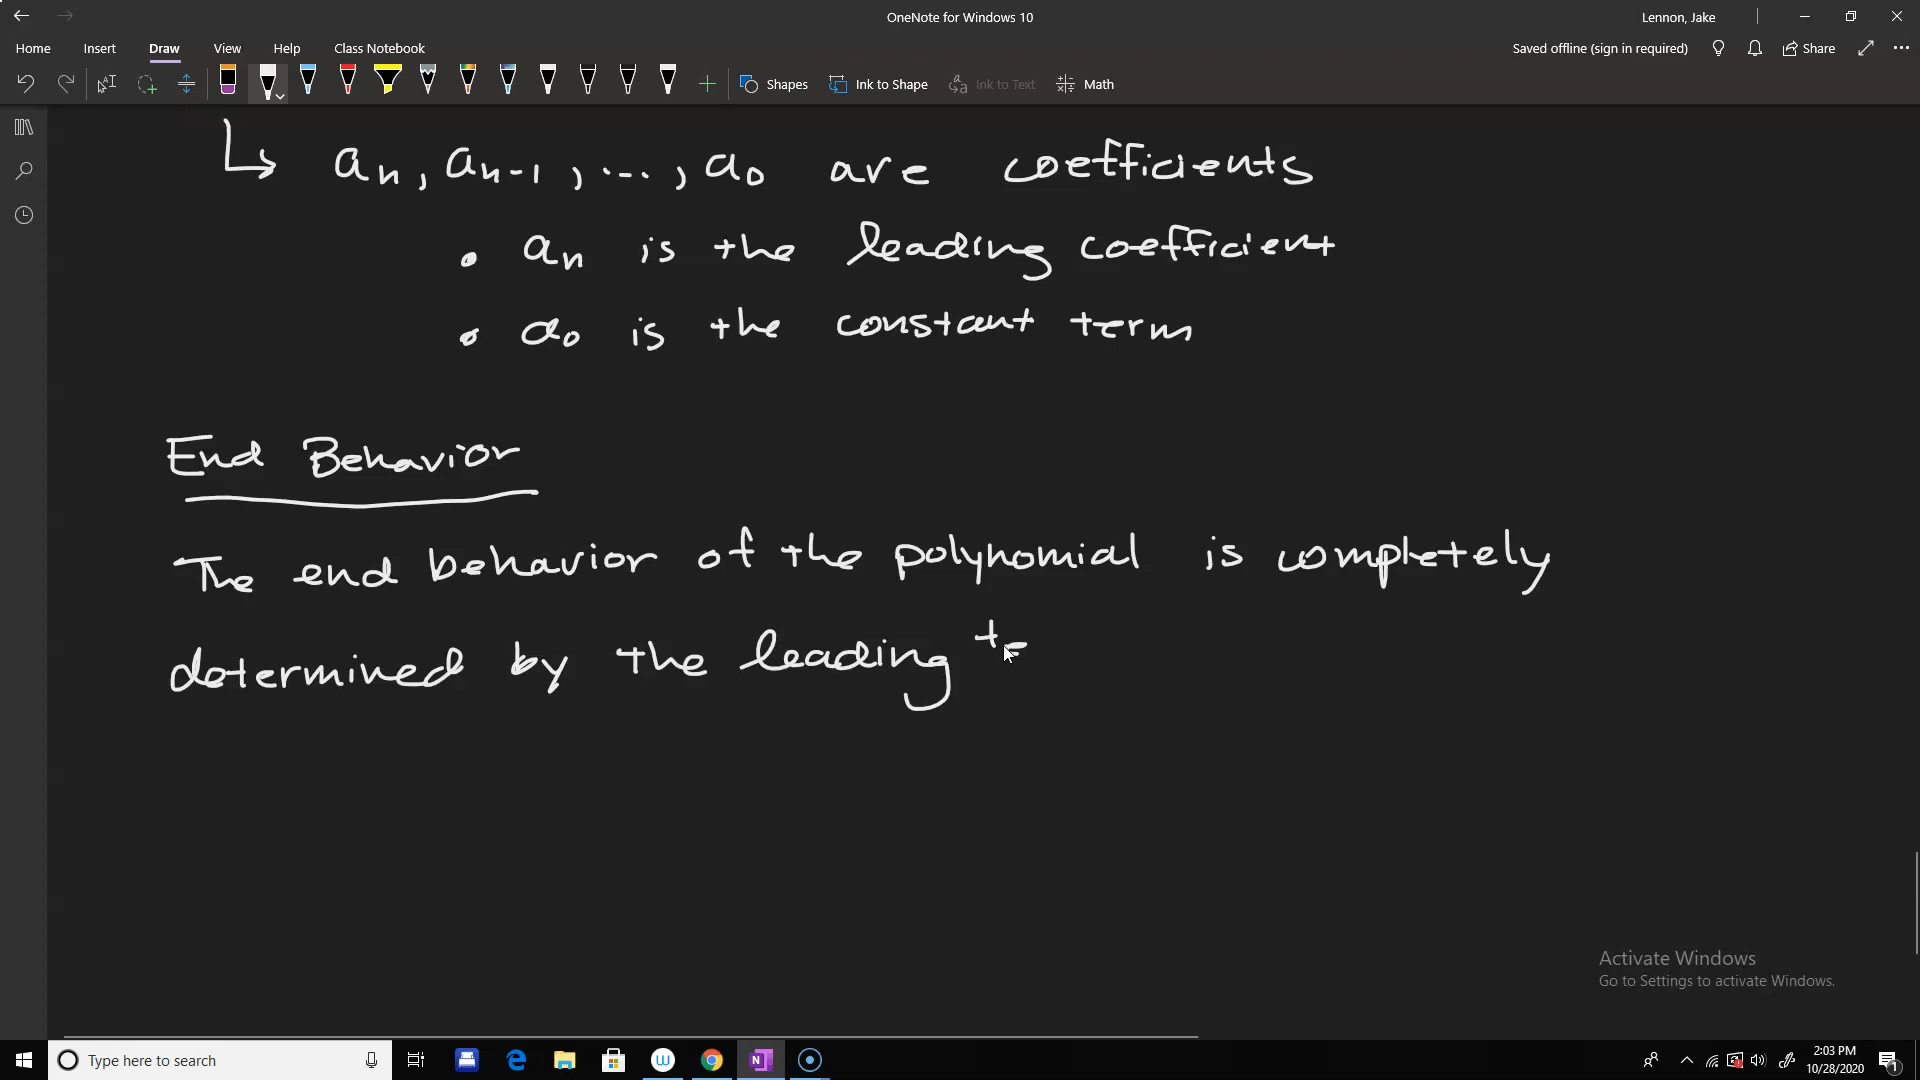 OneNote for Windows 10
Lennon, Jake
Home Insert Draw View Help Class Notebook
Saved offline (sign in required) Share
Shapes Ink to Shape Ink to Text Math
↳ an, an-1, ..., a0 are coefficients
• an is the leading coefficient
• a0 is the constant term
End Behavior
The end behavior of the polynomial is completely
determined by the leading te
Activate Windows
Go to Settings to activate Windows.
Type here to search
2:03 PM
10/28/2020
1